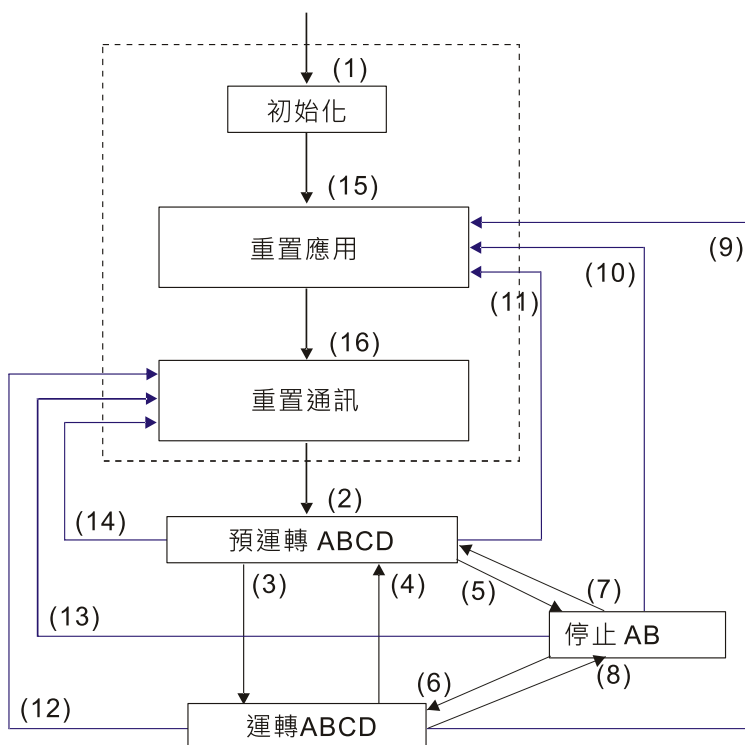 (1)
初始化
(15)
重置應用
(9)
(10)
(11)
(16)
重置通訊
(2)
(14)
預運轉 ABCD
(3)
(4)
(5)
(7)
(13)
停止 AB
(6)
(8)
(12)
運轉ABCD